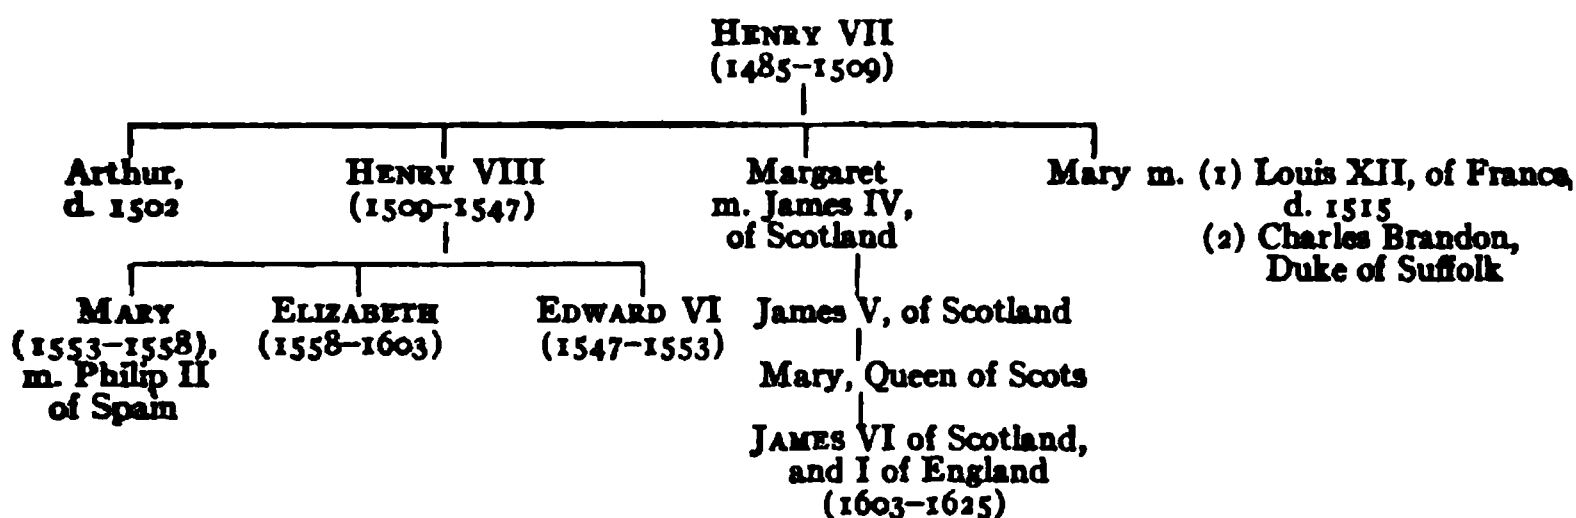 HENRY VII
(1485–1509)
Arthur,
d. 1502
HENRY VIII
(1509–1547)
Margaret
m. James IV,
of Scotland
Mary m. (1) Louis XII, of France,
d. 1515
(2) Charles Brandon,
Duke of Suffolk
MARY
(1553–1558),
m. Philip II
of Spain
ELIZABETH
(1558–1603)
EDWARD VI
(1547–1553)
James V, of Scotland
Mary, Queen of Scots
JAMES VI of Scotland,
and I of England
(1603–1625)